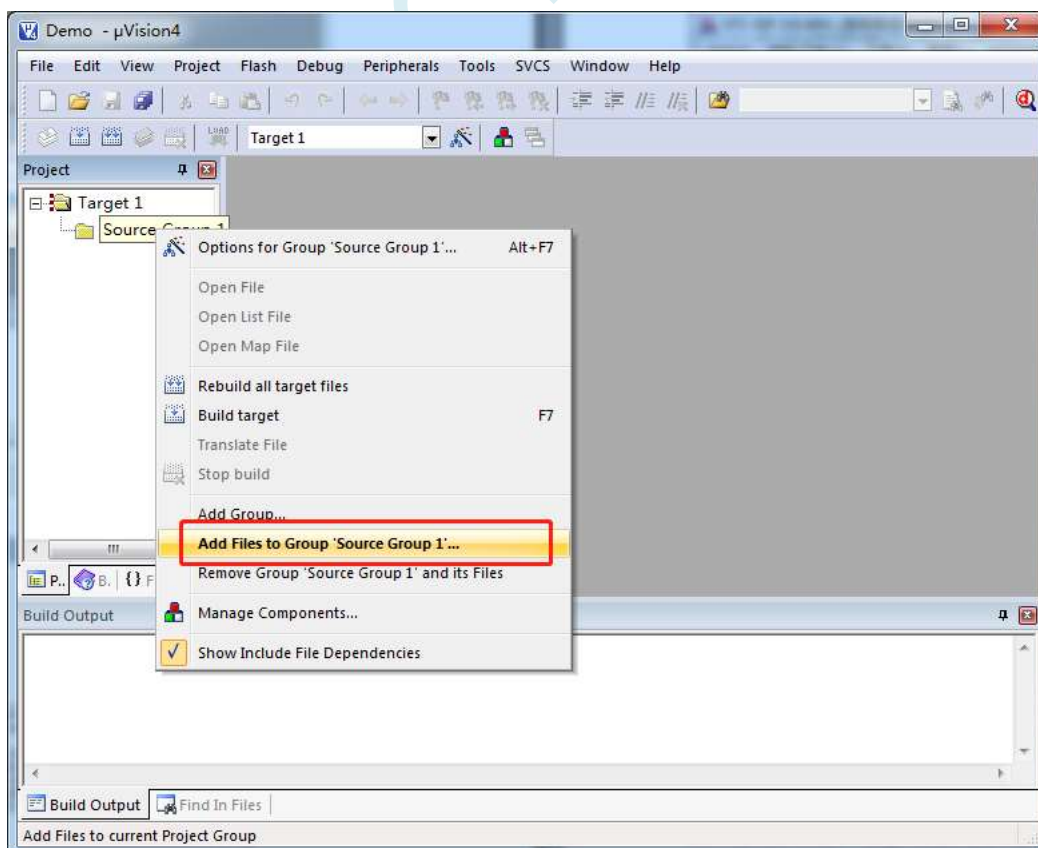 Demo - µVision4
File Edit View Project Flash Debug Peripherals Tools SVCS Window Help
LOAD Target 1
Project
Target 1
Source Group 1
Options for Group 'Source Group 1'... Alt+F7
Open File
Open List File
Open Map File
Rebuild all target files
Build target F7
Translate File
Stop build
Add Group...
Add Files to Group 'Source Group 1'...
Remove Group 'Source Group 1' and its Files
Manage Components...
Show Include File Dependencies
P.. B. {} F
Build Output
Build Output Find In Files
Add Files to current Project Group